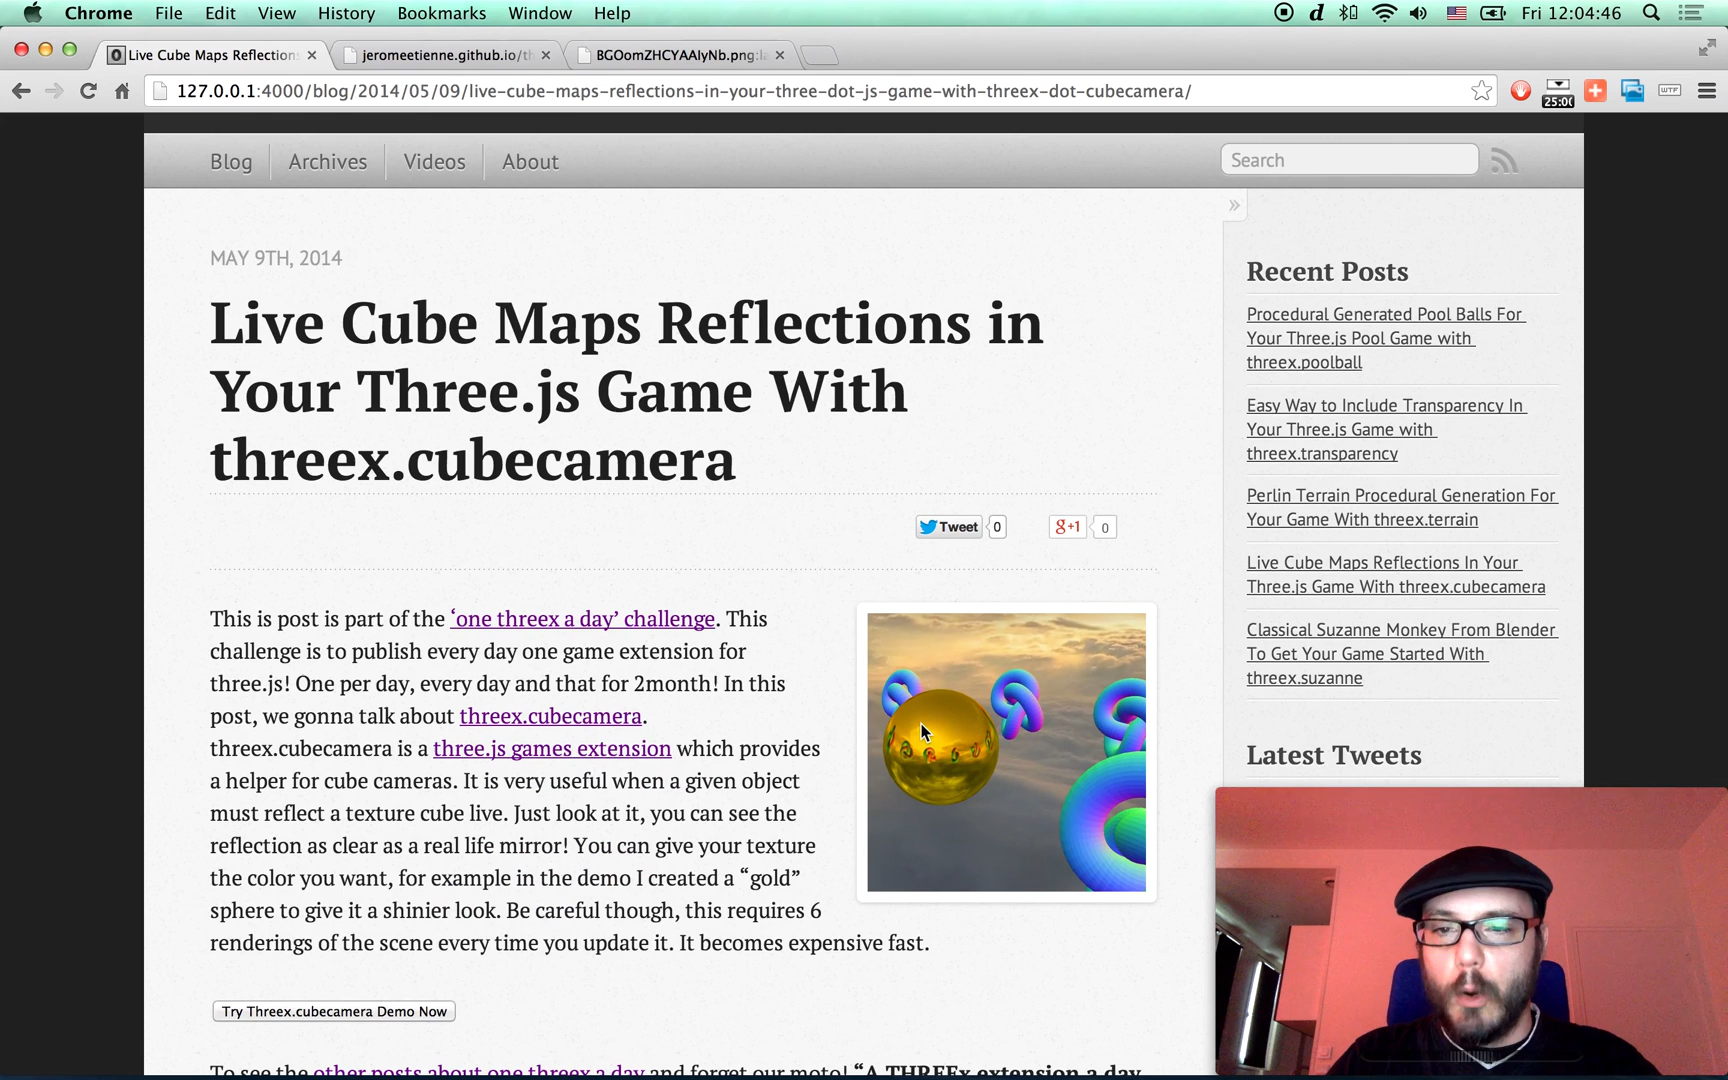 Chrome File Edit View History Bookmarks Window Help
Fri 12:04:46
Live Cube Maps Reflections
jeromeetienne.github.io/th
BGOomZHCYAAIyNb.png:la
127.0.0.1:4000/blog/2014/05/09/live-cube-maps-reflections-in-your-three-dot-js-game-with-threex-dot-cubecamera/
25:00
WTF
Blog Archives Videos About
Search
»
MAY 9TH, 2014
Live Cube Maps Reflections in
Your Three.js Game With
threex.cubecamera
Tweet 0
g+1 0
This is post is part of the ‘one threex a day’ challenge. This
challenge is to publish every day one game extension for
three.js! One per day, every day and that for 2month! In this
post, we gonna talk about threex.cubecamera.
threex.cubecamera is a three.js games extension which provides
a helper for cube cameras. It is very useful when a given object
must reflect a texture cube live. Just look at it, you can see the
reflection as clear as a real life mirror! You can give your texture
the color you want, for example in the demo I created a “gold”
sphere to give it a shinier look. Be careful though, this requires 6
renderings of the scene every time you update it. It becomes expensive fast.
Try Threex.cubecamera Demo Now
To see the other posts about one threex a day and forget our moto! “A THREEx extension a day
Recent Posts
Procedural Generated Pool Balls For
Your Three.js Pool Game with
threex.poolball
Easy Way to Include Transparency In
Your Three.js Game with
threex.transparency
Perlin Terrain Procedural Generation For
Your Game With threex.terrain
Live Cube Maps Reflections In Your
Three.js Game With threex.cubecamera
Classical Suzanne Monkey From Blender
To Get Your Game Started With
threex.suzanne
Latest Tweets